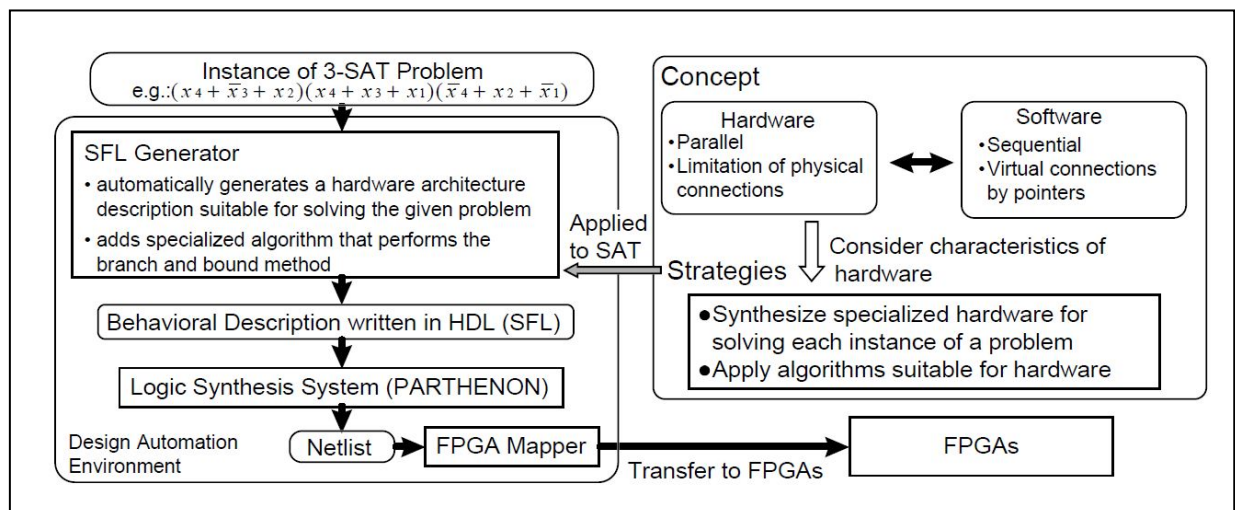 Instance of 3-SAT Problem
e.g.:(x4 + x̄3 + x2)(x4 + x3 + x1)(x̄4 + x2 + x̄1)
SFL Generator
• automatically generates a hardware architecture
description suitable for solving the given problem
• adds specialized algorithm that performs the
branch and bound method
Behavioral Description written in HDL (SFL)
Logic Synthesis System (PARTHENON)
Design Automation
Environment
Netlist
FPGA Mapper
Transfer to FPGAs
FPGAs
Applied
to SAT
Concept
Hardware
•Parallel
•Limitation of physical
connections
Software
•Sequential
•Virtual connections
by pointers
Consider characteristics of
hardware
Strategies
●Synthesize specialized hardware for
solving each instance of a problem
●Apply algorithms suitable for hardware